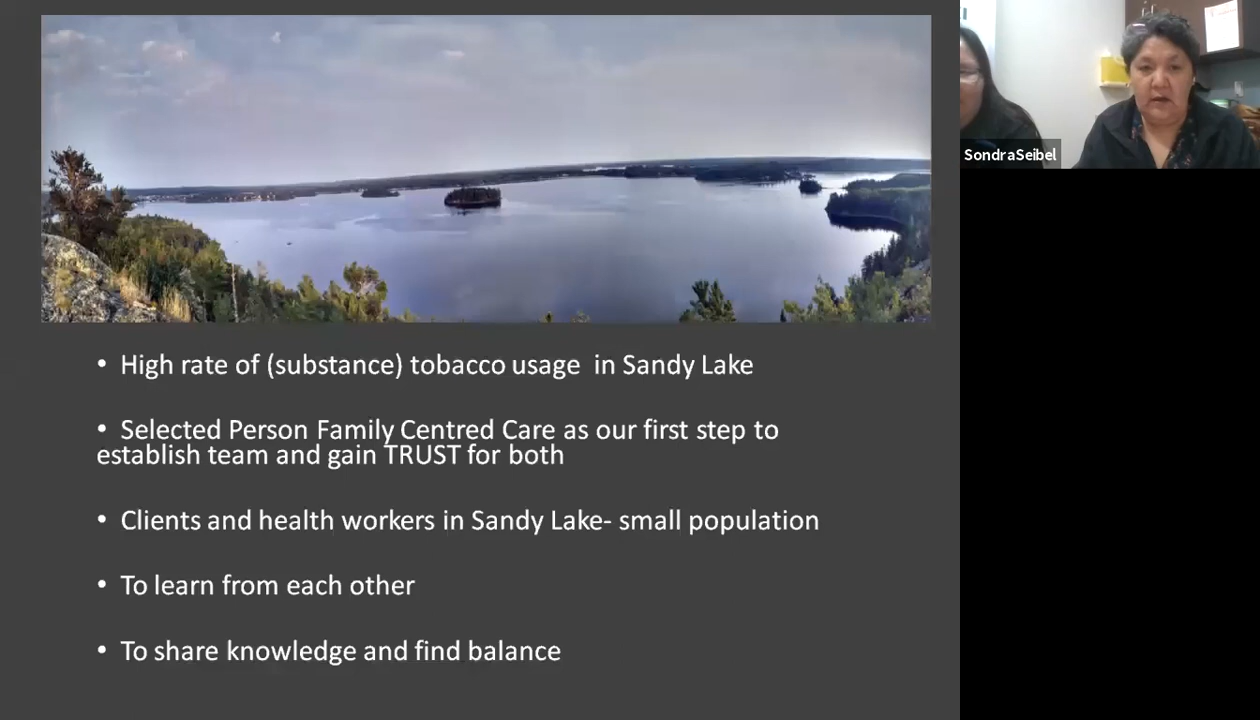 SondraSeibel
• High rate of (substance) tobacco usage  in Sandy Lake
• Selected Person Family Centred Care as our first step to
establish team and gain TRUST for both
• Clients and health workers in Sandy Lake- small population
• To learn from each other
• To share knowledge and find balance